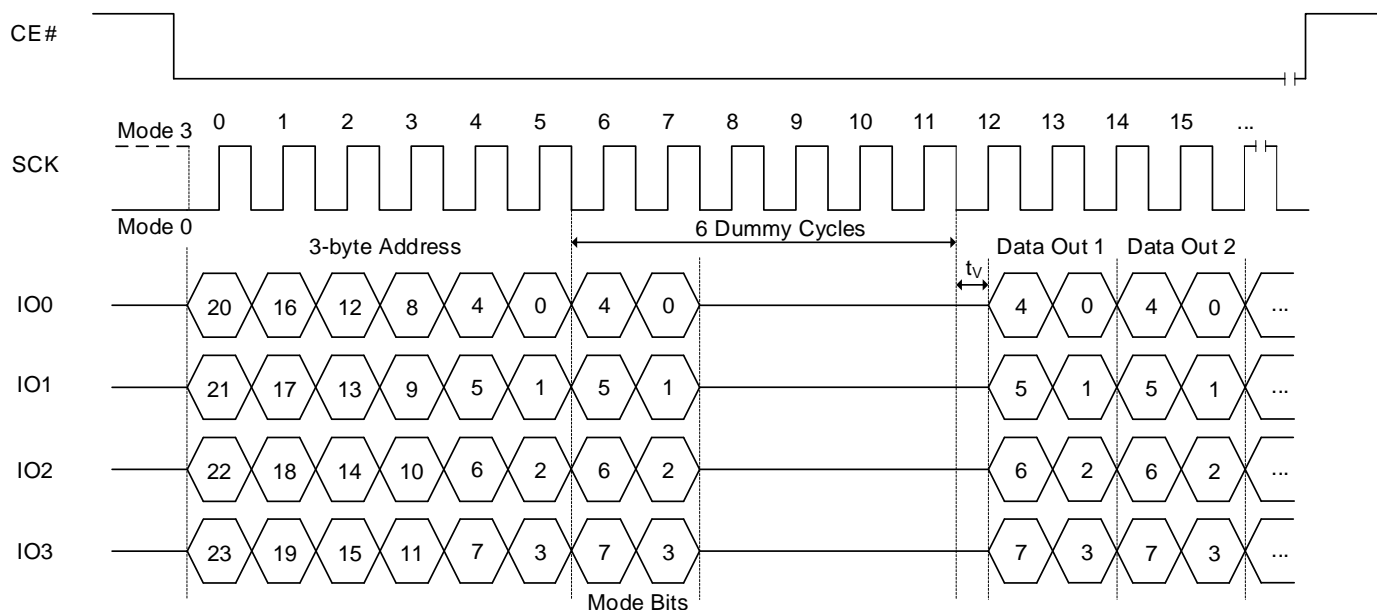 CE#
0 1 2 3 4 5 6 7 8 9 10 11 12 13 14 15 ...
Mode 3
SCK
Mode 0
6 Dummy Cycles
3-byte Address
Data Out 1 Data Out 2
tV
IO0 20 16 12 8 4 0 4 0 4 0 4 0 ...
IO1 21 17 13 9 5 1 5 1 5 1 5 1 ...
IO2 22 18 14 10 6 2 6 2 6 2 6 2 ...
IO3 23 19 15 11 7 3 7 3 7 3 7 3 ...
Mode Bits